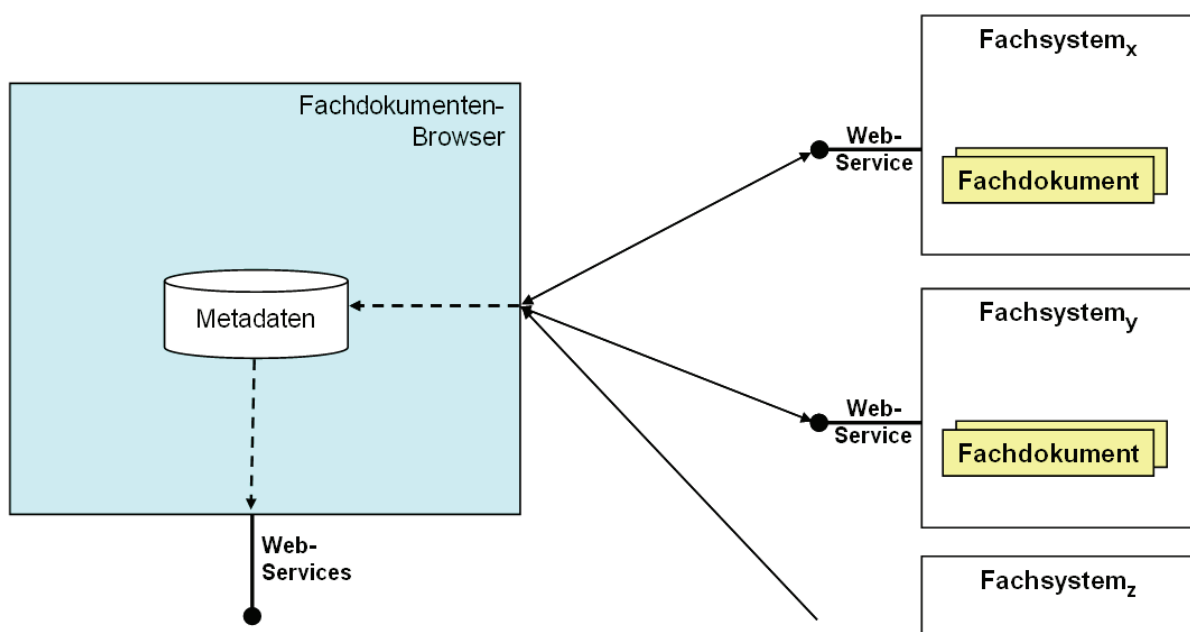 Fachdokumenten-
Browser
Metadaten
Web-
Services
Web-
Service
Fachsystemx
Fachdokument
Web-
Service
Fachsystemy
Fachdokument
Fachsystemz